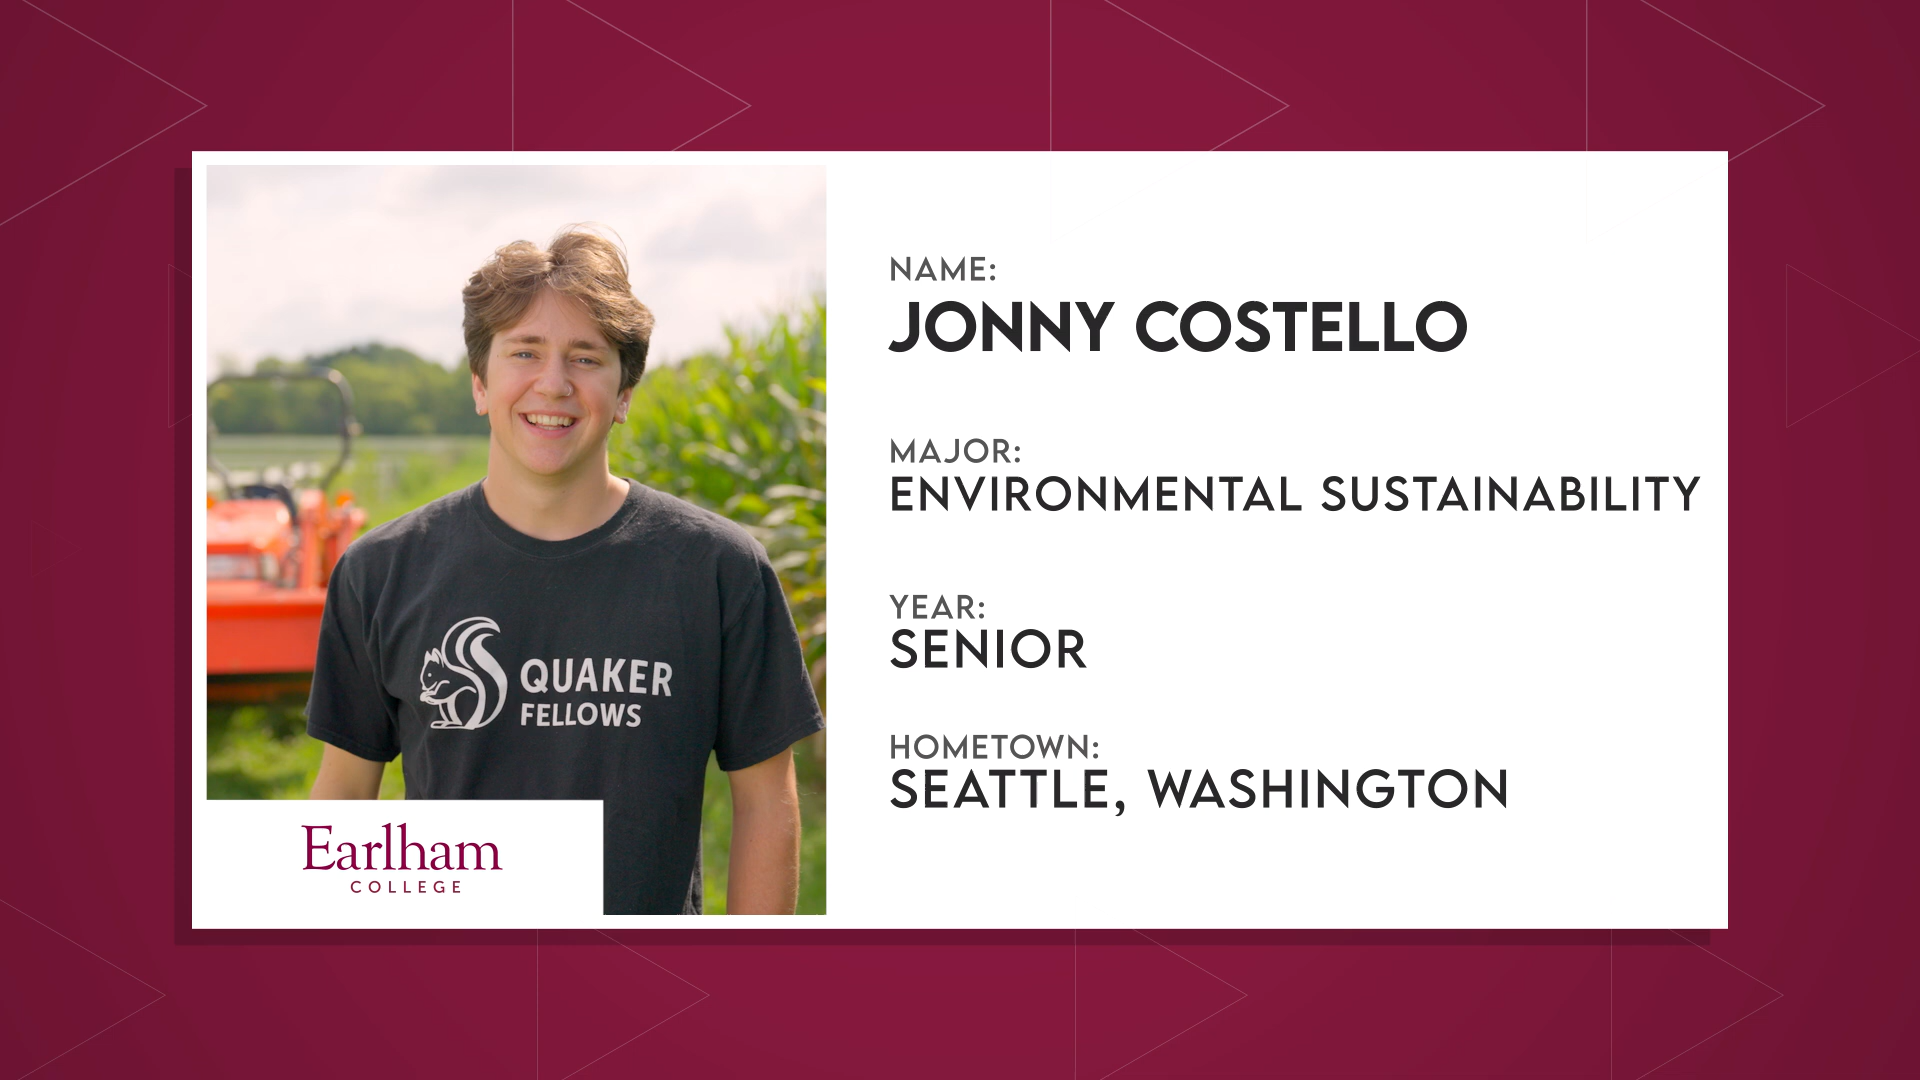 NAME:
JONNY COSTELLO
MAJOR:
ENVIRONMENTAL SUSTAINABILITY
YEAR:
SENIOR
HOMETOWN:
SEATTLE, WASHINGTON
QUAKER
FELLOWS
Earlham
COLLEGE